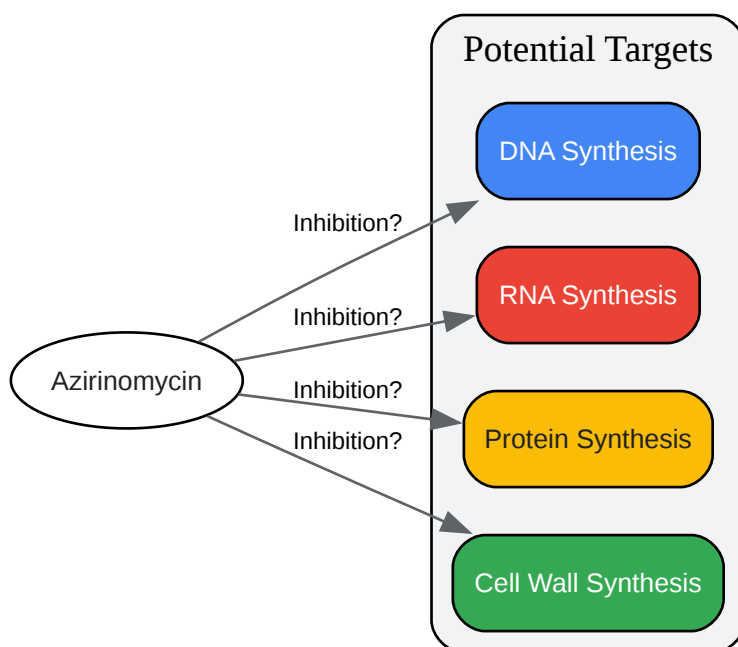 Potential Targets
DNA Synthesis
Inhibition?
RNA Synthesis
Inhibition?
Azirinomycin
Inhibition?
Protein Synthesis
Inhibition?
Cell Wall Synthesis